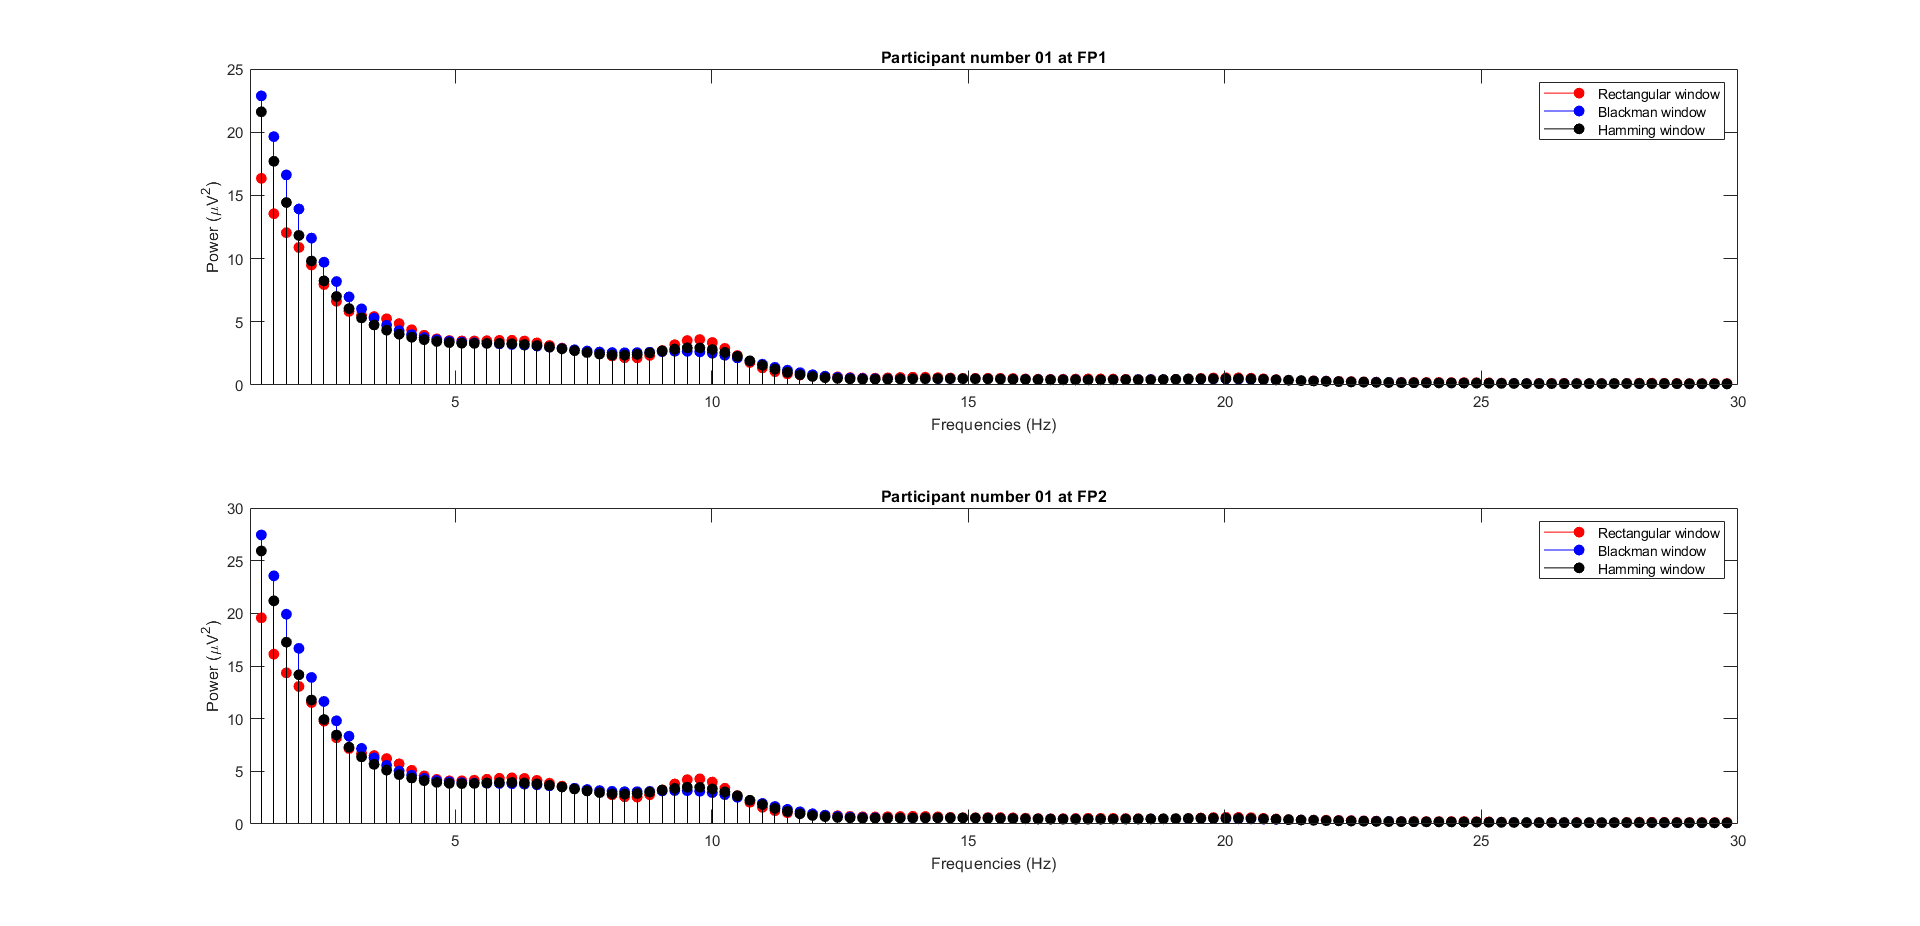 Participant number 01 at FP1
25
20
15
10
5
0
Power (μV²)
Rectangular window
Blackman window
Hamming window
5 10 15 20 25 30
Frequencies (Hz)
Participant number 01 at FP2
30
25
20
15
10
5
0
Power (μV²)
Rectangular window
Blackman window
Hamming window
5 10 15 20 25 30
Frequencies (Hz)